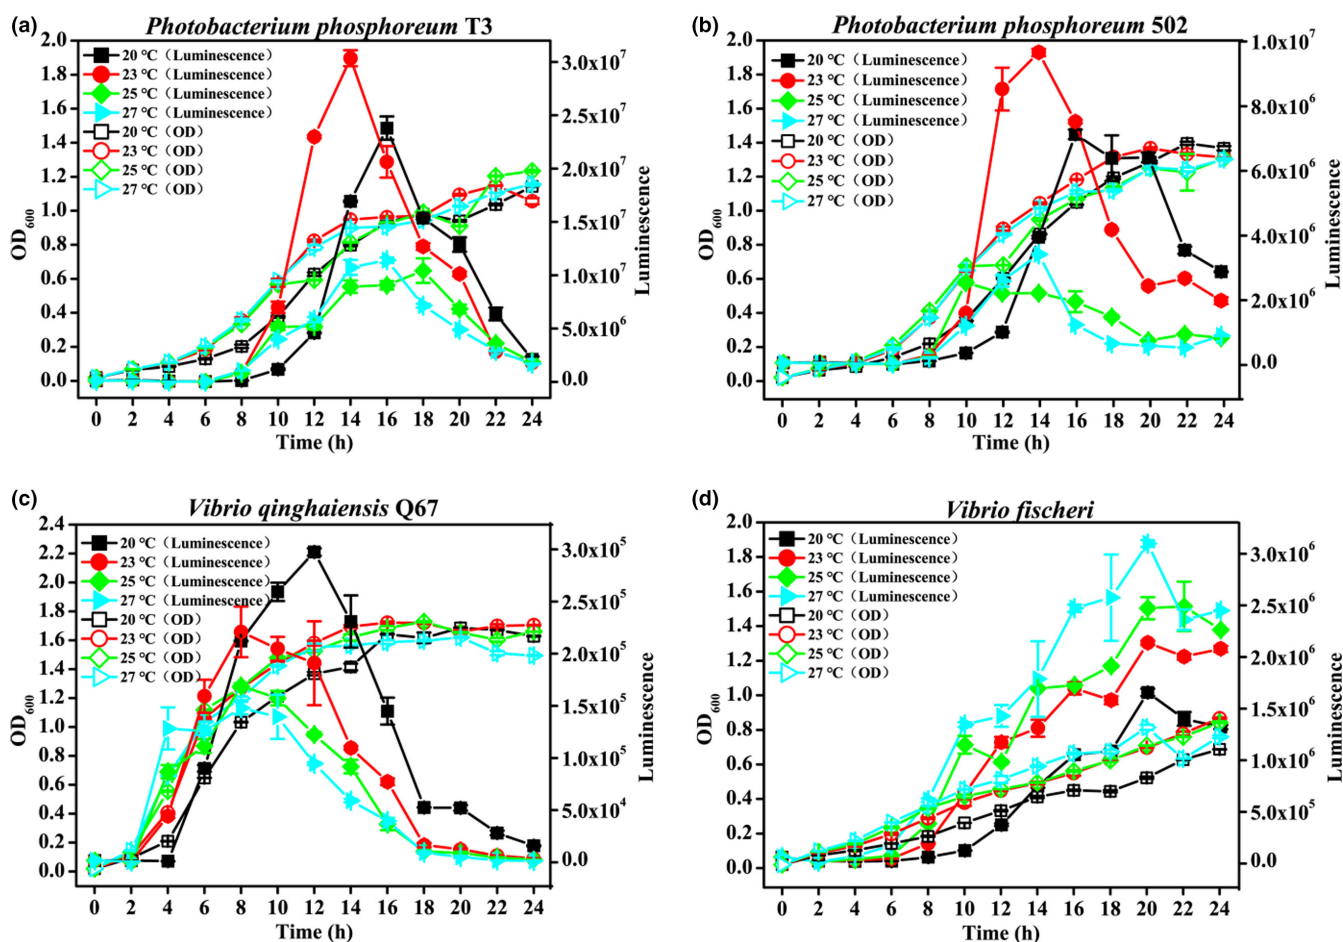 (a) Photobacterium phosphoreum T3
2.0
1.8
1.6
1.4
1.2
1.0
0.8
0.6
0.4
0.2
0.0
OD600
20 °C（Luminescence）
23 °C（Luminescence）
25 °C（Luminescence）
27 °C（Luminescence）
20 °C（OD）
23 °C（OD）
25 °C（OD）
27 °C（OD）
3.0x10^7
2.5x10^7
2.0x10^7
1.5x10^7
1.0x10^7
5.0x10^6
0.0
Luminescence
0 2 4 6 8 10 12 14 16 18 20 22 24
Time (h)
(b) Photobacterium phosphoreum 502
2.0
1.8
1.6
1.4
1.2
1.0
0.8
0.6
0.4
0.2
0.0
OD600
20 °C（Luminescence）
23 °C（Luminescence）
25 °C（Luminescence）
27 °C（Luminescence）
20 °C（OD）
23 °C（OD）
25 °C（OD）
27 °C（OD）
1.0x10^7
8.0x10^6
6.0x10^6
4.0x10^6
2.0x10^6
0.0
Luminescence
0 2 4 6 8 10 12 14 16 18 20 22 24
Time (h)
(c) Vibrio qinghaiensis Q67
2.4
2.2
2.0
1.8
1.6
1.4
1.2
1.0
0.8
0.6
0.4
0.2
0.0
OD600
20 °C（Luminescence）
23 °C（Luminescence）
25 °C（Luminescence）
27 °C（Luminescence）
20 °C（OD）
23 °C（OD）
25 °C（OD）
27 °C（OD）
3.0x10^5
2.5x10^5
2.0x10^5
1.5x10^5
1.0x10^5
5.0x10^4
0.0
Luminescence
0 2 4 6 8 10 12 14 16 18 20 22 24
Time (h)
(d) Vibrio fischeri
2.0
1.8
1.6
1.4
1.2
1.0
0.8
0.6
0.4
0.2
0.0
OD600
20 °C（Luminescence）
23 °C（Luminescence）
25 °C（Luminescence）
27 °C（Luminescence）
20 °C（OD）
23 °C（OD）
25 °C（OD）
27 °C（OD）
3.0x10^6
2.5x10^6
2.0x10^6
1.5x10^6
1.0x10^6
5.0x10^5
0.0
Luminescence
0 2 4 6 8 10 12 14 16 18 20 22 24
Time (h)